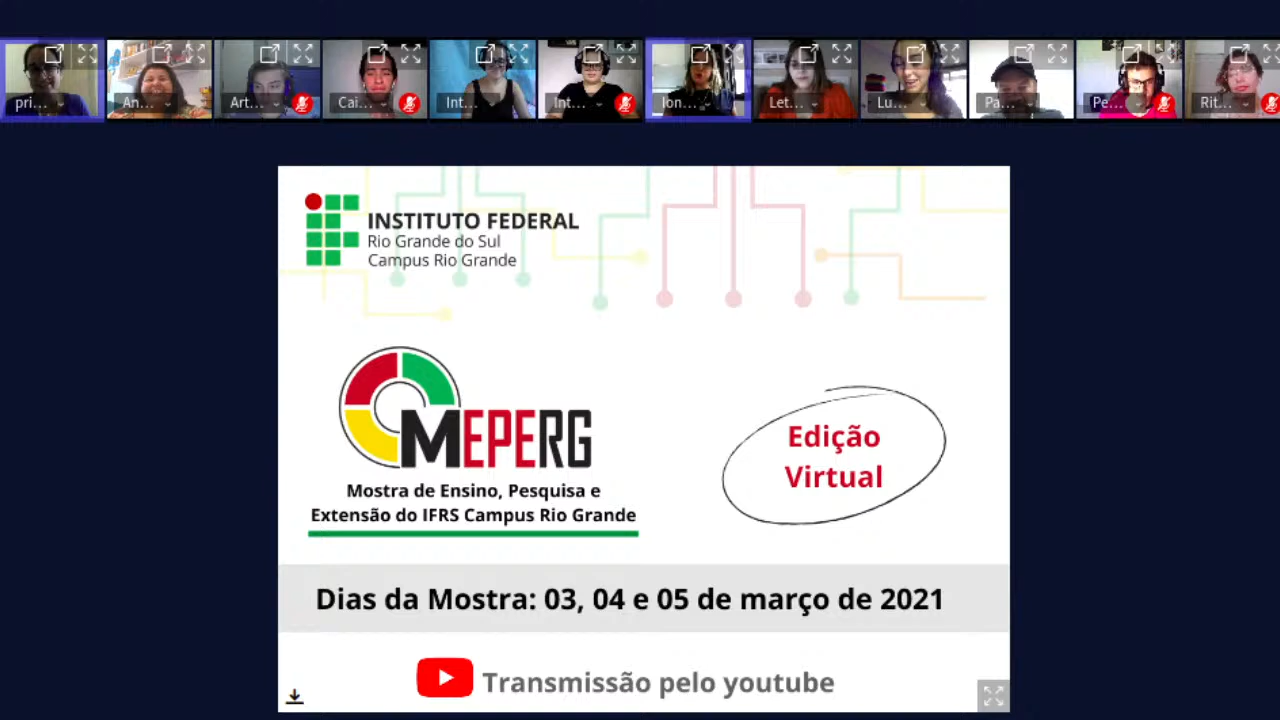 pri...
An...
Art...
Cai...
Int...
Int...
Ion...
Let...
Lu...
Pa...
Pe...
Rit...
INSTITUTO FEDERAL
Rio Grande do Sul
Campus Rio Grande
MEPERG
Mostra de Ensino, Pesquisa e
Extensão do IFRS Campus Rio Grande
Edição
Virtual
Dias da Mostra: 03, 04 e 05 de março de 2021
Transmissão pelo youtube